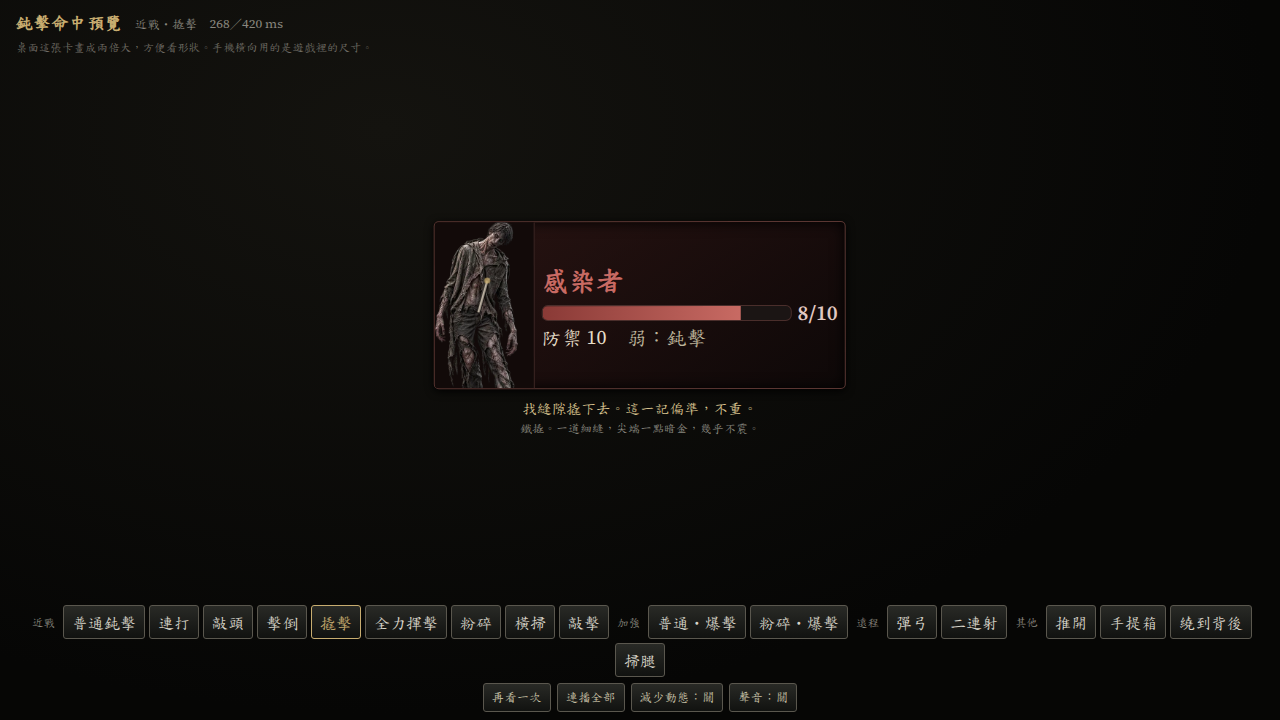 鈍擊命中預覽 近戰・撬擊 268／420 ms
桌面這張卡畫成兩倍大，方便看形狀。手機橫向用的是遊戲裡的尺寸。
感染者
8/10
防禦 10 弱：鈍擊
找縫隙撬下去。這一記偏準，不重。
鐵撬。一道細縫，尖端一點暗金，幾乎不震。
近戰 普通鈍擊 連打 敲頭 擊倒 撬擊 全力揮擊 粉碎 橫掃 敲擊 加強 普通・爆擊 粉碎・爆擊 遠程 彈弓 二連射 其他 推開 手提箱 繞到背後
掃腿
再看一次 連播全部 減少動態：關 聲音：關